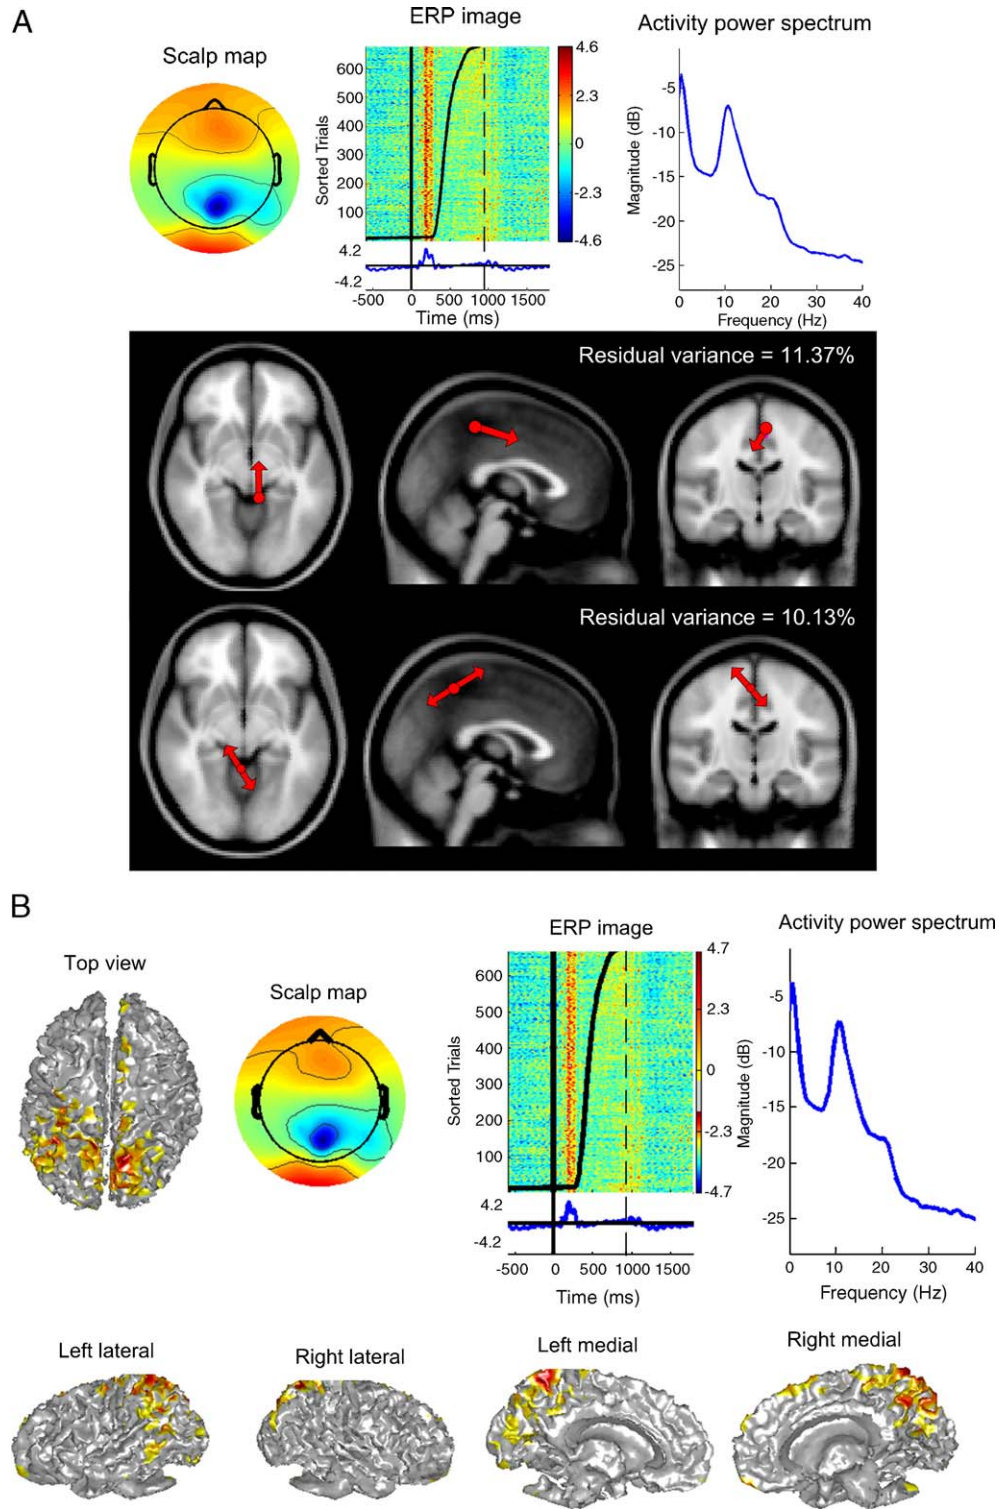 A
Scalp map
ERP image
Sorted Trials
600
500
400
300
200
100
4.2
-4.2
-500 0 500 1000 1500
Time (ms)
4.6
2.3
0
-2.3
-4.6
Activity power spectrum
Magnitude (dB)
-5
-10
-15
-20
-25
0 10 20 30 40
Frequency (Hz)
Residual variance = 11.37%
Residual variance = 10.13%
B
Top view
Scalp map
ERP image
Sorted Trials
600
500
400
300
200
100
4.2
-4.2
-500 0 500 1000 1500
Time (ms)
4.7
2.3
0
-2.3
-4.7
Activity power spectrum
Magnitude (dB)
-5
-10
-15
-20
-25
0 10 20 30 40
Frequency (Hz)
Left lateral
Right lateral
Left medial
Right medial